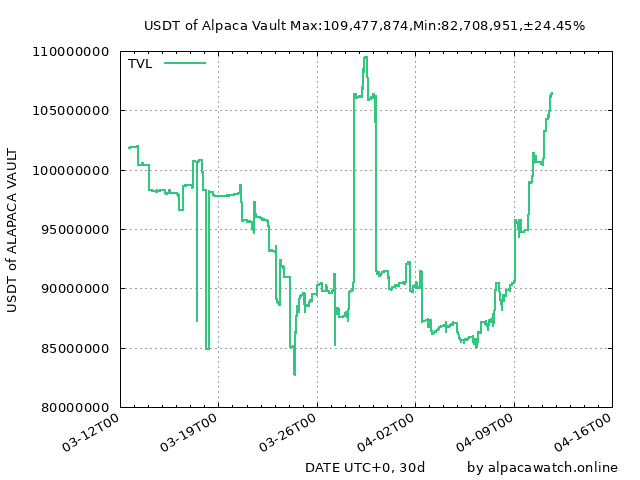 USDT of Alpaca Vault Max:109,477,874,Min:82,708,951,±24.45%
TVL
USDT of ALAPACA VAULT
110000000
105000000
100000000
95000000
90000000
85000000
80000000
03-12T00
03-19T00
03-26T00
04-02T00
04-09T00
04-16T00
DATE UTC+0, 30d
by alpacawatch.online